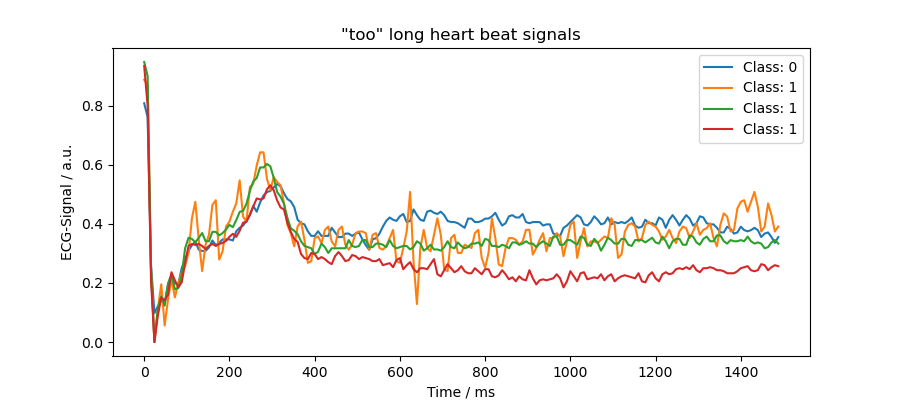 "too" long heart beat signals
ECG-Signal / a.u.
0.8
0.6
0.4
0.2
0.0
Class: 0
Class: 1
Class: 1
Class: 1
0 200 400 600 800 1000 1200 1400
Time / ms